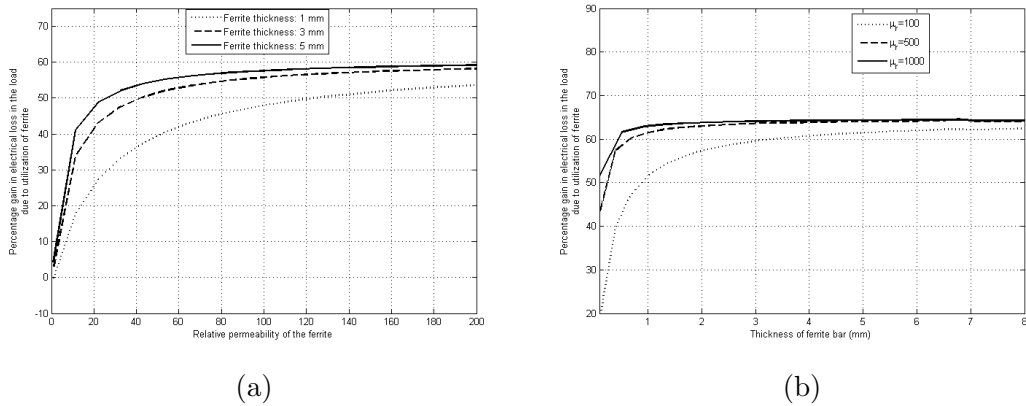 Percentage gain in electrical loss in the load
due to utilization of ferrite
75
70
60
50
40
30
20
10
0
-10
Ferrite thickness: 1 mm
Ferrite thickness: 3 mm
Ferrite thickness: 5 mm
0 20 40 60 80 100 120 140 160 180 200
Relative permeability of the ferrite
(a)
Percentage gain in electrical loss in the load
due to utilization of ferrite
90
80
70
60
50
40
30
20
μr=100
μr=500
μr=1000
1 2 3 4 5 6 7 8
Thickness of ferrite bar (mm)
(b)